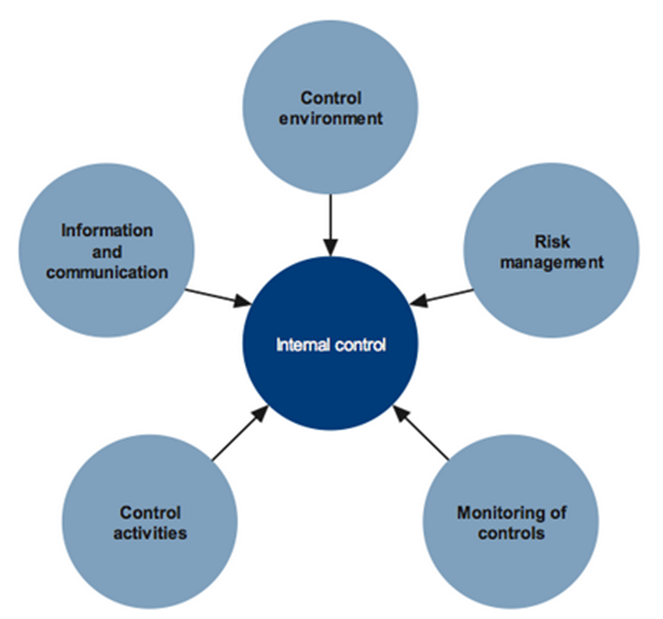 Control
environment
Information
and
communication
Risk
management
Internal control
Control
activities
Monitoring of
controls